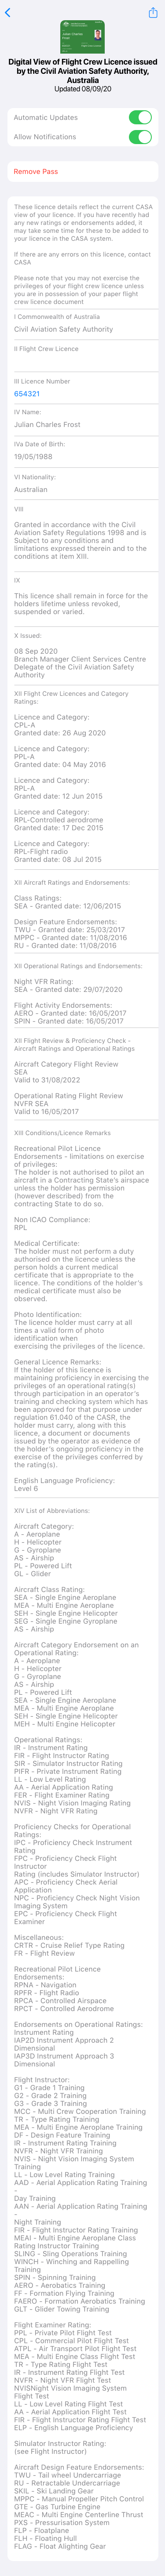 Digital View of Flight Crew Licence issued
by the Civil Aviation Safety Authority,
Australia
Updated 08/09/20
Automatic Updates
Allow Notifications
Remove Pass
These licence details reflect the current CASA
view of your licence. If you have recently had
any new ratings or endorsements added, it
may take some time for these to be added to
your licence in the CASA system.
If there are any errors on this licence, contact
CASA
Please note that you may not exercise the
privileges of your flight crew licence unless
you are in possession of your paper flight
crew licence document
I Commonwealth of Australia
Civil Aviation Safety Authority
II Flight Crew Licence
III Licence Number
654321
IV Name:
Julian Charles Frost
IVa Date of Birth:
19/05/1988
VI Nationality:
Australian
VIII
Granted in accordance with the Civil
Aviation Safety Regulations 1998 and is
Subject to any conditions and
limitations expressed therein and to the
conditions at item XIII.
IX
This licence shall remain in force for the
holders lifetime unless revoked,
suspended or varied.
X Issued:
08 Sep 2020
Branch Manager Client Services Centre
Delegate of the Civil Aviation Safety
Authority
XII Flight Crew Licences and Category
Ratings:
Licence and Category:
CPL-A
Granted date: 26 Aug 2020
Licence and Category:
PPL-A
Granted date: 04 May 2016
Licence and Category:
RPL-A
Granted date: 12 Jun 2015
Licence and Category:
RPL-Controlled aerodrome
Granted date: 17 Dec 2015
Licence and Category:
RPL-Flight radio
Granted date: 08 Jul 2015
XII Aircraft Ratings and Endorsements:
Class Ratings:
SEA - Granted date: 12/06/2015
Design Feature Endorsements:
TWU - Granted date: 25/03/2017
MPPC - Granted date: 11/08/2016
RU - Granted date: 11/08/2016
XII Operational Ratings and Endorsements:
Night VFR Rating:
SEA - Granted date: 29/07/2020
Flight Activity Endorsements:
AERO - Granted date: 16/05/2017
SPIN - Granted date: 16/05/2017
XII Flight Review & Proficiency Check -
Aircraft Ratings and Operational Ratings
Aircraft Category Flight Review
SEA
Valid to 31/08/2022
Operational Rating Flight Review
NVFR SEA
Valid to 16/05/2017
XIII Conditions/Licence Remarks
Recreational Pilot Licence
Endorsements - limitations on exercise
of privileges:
The holder is not authorised to pilot an
aircraft in a Contracting State's airspace
unless the holder has permission
(however described) from the
contracting State to do so.
Non ICAO Compliance:
RPL
Medical Certificate:
The holder must not perform a duty
authorised on the licence unless the
person holds a current medical
certificate that is appropriate to the
licence. The conditions of the holder's
medical certificate must also be
observed.
Photo Identification:
The licence holder must carry at all
times a valid form of photo
identification when
exercising the privileges of the licence.
General Licence Remarks:
If the holder of this licence is
maintaining proficiency in exercising the
privileges of an operational rating(s)
through participation in an operator's
training and checking system which has
been approved for that purpose under
regulation 61.040 of the CASR, the
holder must carry, along with this
licence, a document or documents
issued by the operator as evidence of
the holder's ongoing proficiency in the
exercise of the privileges conferred by
the rating(s).
English Language Proficiency:
Level 6
XIV List of Abbreviations:
Aircraft Category:
A - Aeroplane
H - Helicopter
G - Gyroplane
AS - Airship
PL - Powered Lift
GL - Glider
Aircraft Class Rating:
SEA - Single Engine Aeroplane
MEA - Multi Engine Aeroplane
SEH - Single Engine Helicopter
SEG - Single Engine Gyroplane
AS - Airship
Aircraft Category Endorsement on an
Operational Rating:
A - Aeroplane
H - Helicopter
G - Gyroplane
AS - Airship
PL - Powered Lift
SEA - Single Engine Aeroplane
MEA - Multi Engine Aeroplane
SEH - Single Engine Helicopter
MEH - Multi Engine Helicopter
Operational Ratings:
IR - Instrument Rating
FIR - Flight Instructor Rating
SIR - Simulator Instructor Rating
PIFR - Private Instrument Rating
LL - Low Level Rating
AA - Aerial Application Rating
FER - Flight Examiner Rating
NVIS - Night Vision Imaging Rating
NVFR - Night VFR Rating
Proficiency Checks for Operational
Ratings:
IPC - Proficiency Check Instrument
Rating
FPC - Proficiency Check Flight
Instructor
Rating (includes Simulator Instructor)
APC - Proficiency Check Aerial
Application
NPC - Proficiency Check Night Vision
Imaging System
EPC - Proficiency Check Flight
Examiner
Miscellaneous:
CRTR - Cruise Relief Type Rating
FR - Flight Review
Recreational Pilot Licence
Endorsements:
RPNA - Navigation
RPFR - Flight Radio
RPCA - Controlled Airspace
RPCT - Controlled Aerodrome
Endorsements on Operational Ratings:
Instrument Rating
IAP2D Instrument Approach 2
Dimensional
IAP3D Instrument Approach 3
Dimensional
Flight Instructor:
G1 - Grade 1 Training
G2 - Grade 2 Training
G3 - Grade 3 Training
MCC - Multi Crew Cooperation Training
TR - Type Rating Training
MEA - Multi Engine Aeroplane Training
DF - Design Feature Training
IR - Instrument Rating Training
NVFR - Night VFR Training
NVIS - Night Vision Imaging System
Training
LL - Low Level Rating Training
AAD - Aerial Application Rating Training
-
Day Training
AAN - Aerial Application Rating Training
-
Night Training
FIR - Flight Instructor Rating Training
MEAI - Multi Engine Aeroplane Class
Rating Instructor Training
SLING - Sling Operations Training
WINCH - Winching and Rappelling
Training
SPIN - Spinning Training
AERO - Aerobatics Training
FF - Formation Flying Training
FAERO - Formation Aerobatics Training
GLT - Glider Towing Training
Flight Examiner Rating:
PPL - Private Pilot Flight Test
CPL - Commercial Pilot Flight Test
ATPL - Air Transport Pilot Flight Test
MEA - Multi Engine Class Flight Test
TR - Type Rating Flight Test
IR - Instrument Rating Flight Test
NVFR - Night VFR Flight Test
NVISNight Vision Imaging System
Flight Test
LL - Low Level Rating Flight Test
AA - Aerial Application Flight Test
FIR - Flight Instructor Rating Flight Test
ELP - English Language Proficiency
Simulator Instructor Rating:
(see Flight Instructor)
Aircraft Design Feature Endorsements:
TWU - Tail wheel Undercarriage
RU - Retractable Undercarriage
SKIL - Ski Landing Gear
MPPC - Manual Propeller Pitch Control
GTE - Gas Turbine Engine
MEAC - Multi Engine Centerline Thrust
PXS - Pressurisation System
FLP - Floatplane
FLH - Floating Hull
FLAG - Float Alighting Gear